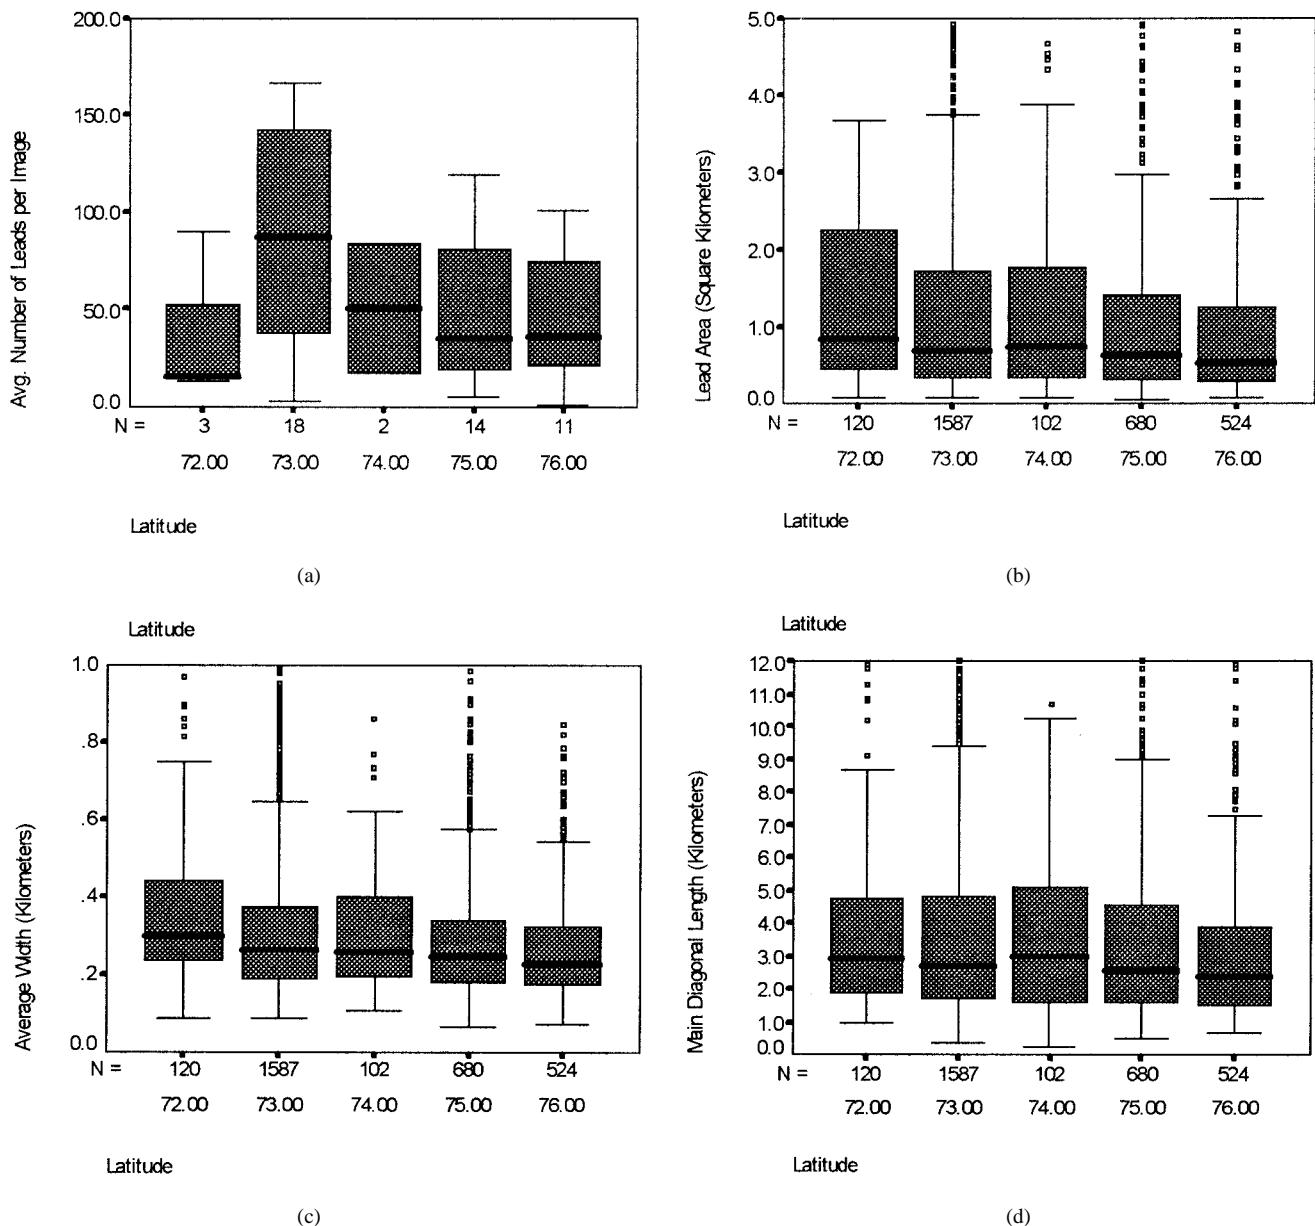 Avg. Number of Leads per Image
200.0
150.0
100.0
50.0
0.0
N = 3 18 2 14 11
72.00 73.00 74.00 75.00 76.00
Latitude
(a)
Lead Area (Square Kilometers)
5.0
4.0
3.0
2.0
1.0
0.0
N = 120 1587 102 680 524
72.00 73.00 74.00 75.00 76.00
Latitude
(b)
Latitude
Average Width (Kilometers)
1.0
.8
.6
.4
.2
0.0
N = 120 1587 102 680 524
72.00 73.00 74.00 75.00 76.00
Latitude
(c)
Latitude
Main Diagonal Length (Kilometers)
12.0
11.0
10.0
9.0
8.0
7.0
6.0
5.0
4.0
3.0
2.0
1.0
0.0
N = 120 1587 102 680 524
72.00 73.00 74.00 75.00 76.00
Latitude
(d)